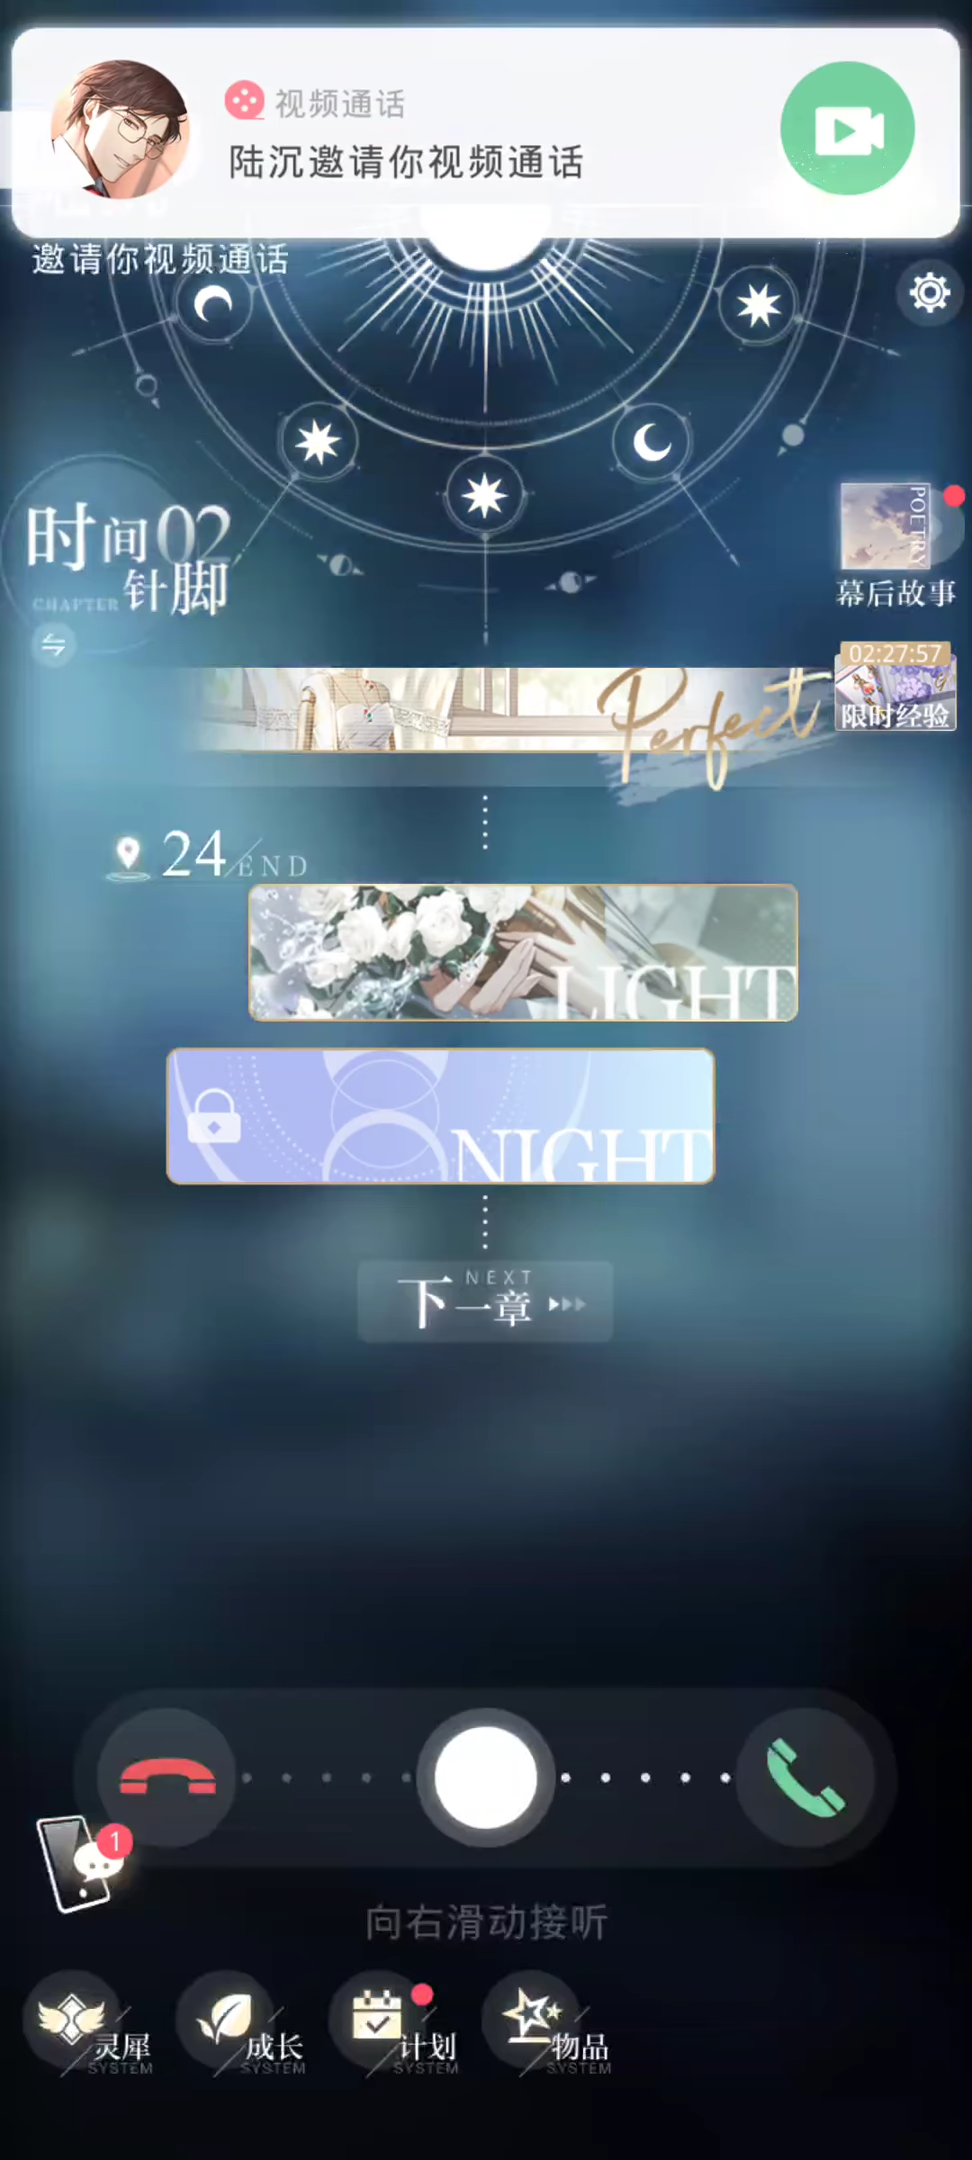 视频通话
陆沉邀请你视频通话
邀请你视频通话
时间02
针脚
CHAPTER
POETRY
幕后故事
02:27:57
限时经验
Perfect
24/END
LIGHT
NIGHT
NEXT
下一章
1
向右滑动接听
灵犀
SYSTEM
成长
SYSTEM
计划
SYSTEM
物品
SYSTEM